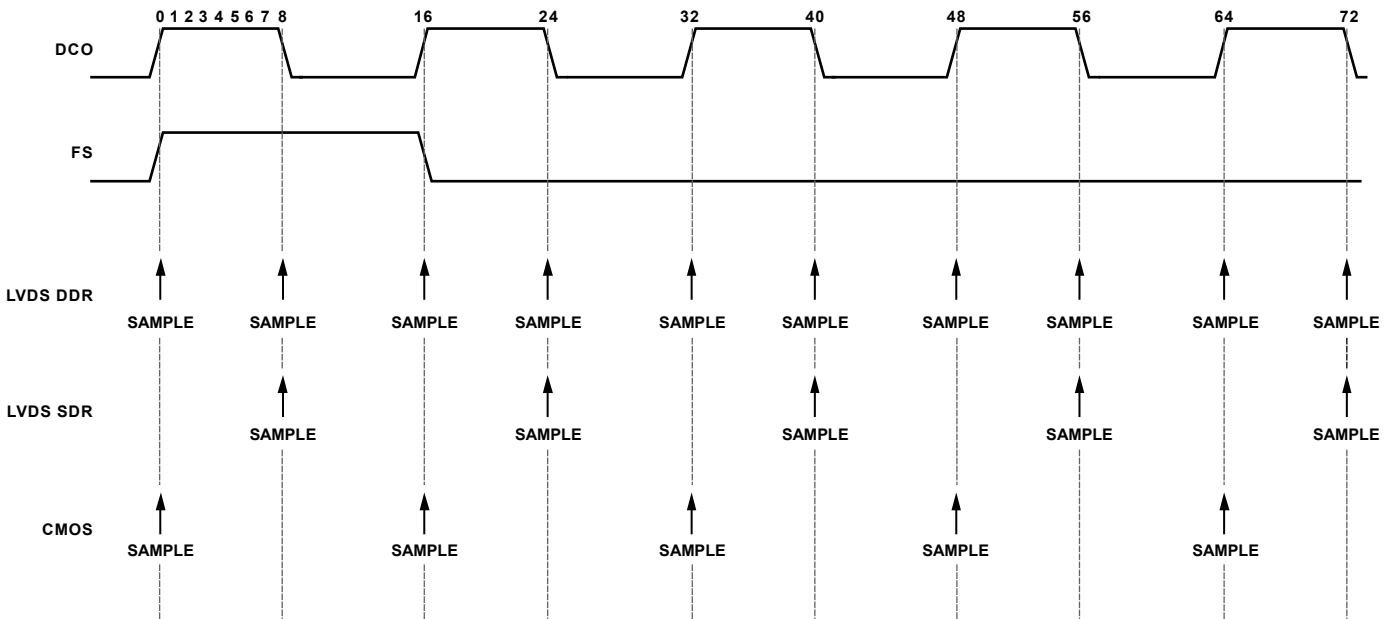 0 1 2 3 4 5 6 7 8 16 24 32 40 48 56 64 72
DCO
FS
LVDS DDR
SAMPLE SAMPLE SAMPLE SAMPLE SAMPLE SAMPLE SAMPLE SAMPLE SAMPLE SAMPLE
LVDS SDR
SAMPLE SAMPLE SAMPLE SAMPLE SAMPLE
CMOS
SAMPLE SAMPLE SAMPLE SAMPLE SAMPLE